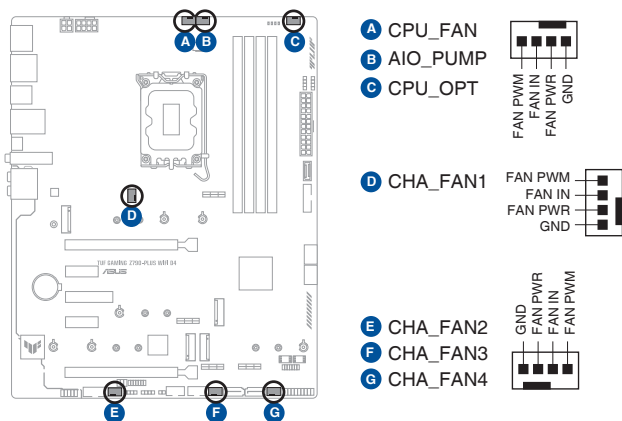 A B C
A CPU_FAN
B AIO_PUMP
C CPU_OPT
FAN PWM
FAN IN
FAN PWR
GND
D
D CHA_FAN1
FAN PWM
FAN IN
FAN PWR
GND
TUF GAMING Z790-PLUS WIFI D4
ASUS
E CHA_FAN2
F CHA_FAN3
G CHA_FAN4
GND
FAN PWR
FAN IN
FAN PWM
E F G